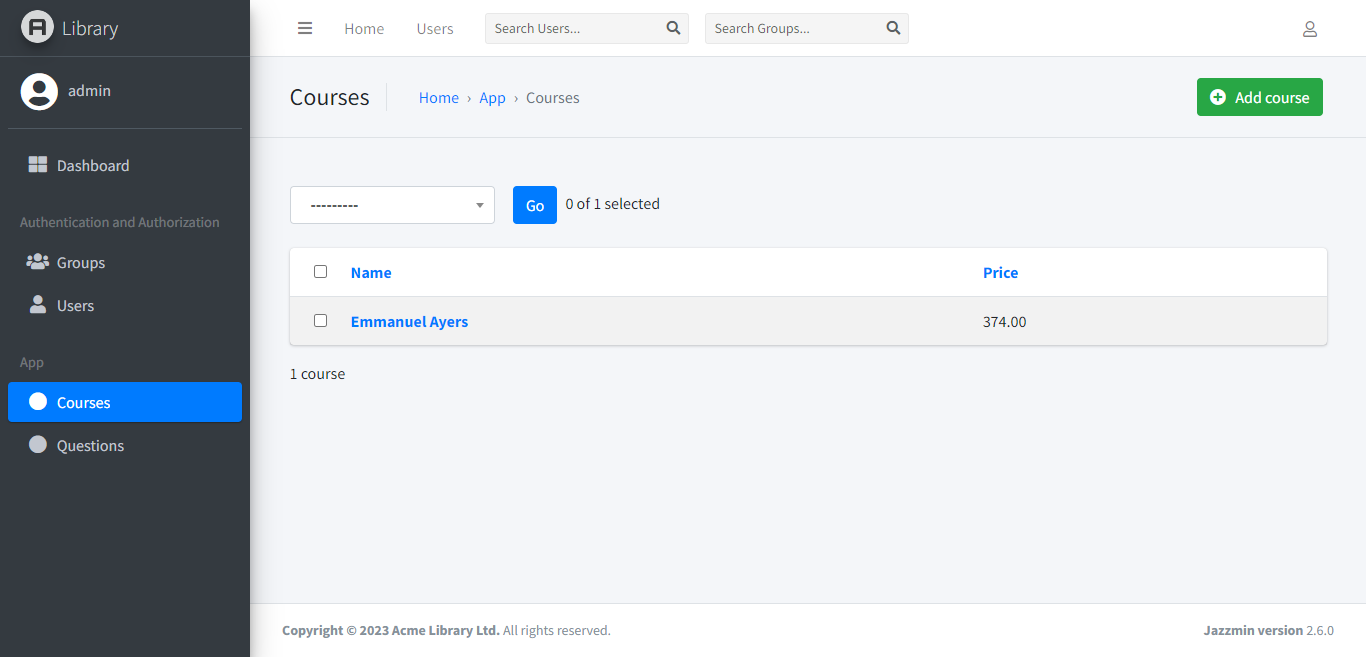 Library
admin
Dashboard
Authentication and Authorization
Groups
Users
App
Courses
Questions
Home
Users
Search Users...
Search Groups...
Courses
Home › App › Courses
Add course
---------
Go
0 of 1 selected
Name Price
Emmanuel Ayers 374.00
1 course
Copyright © 2023 Acme Library Ltd. All rights reserved.
Jazzmin version 2.6.0